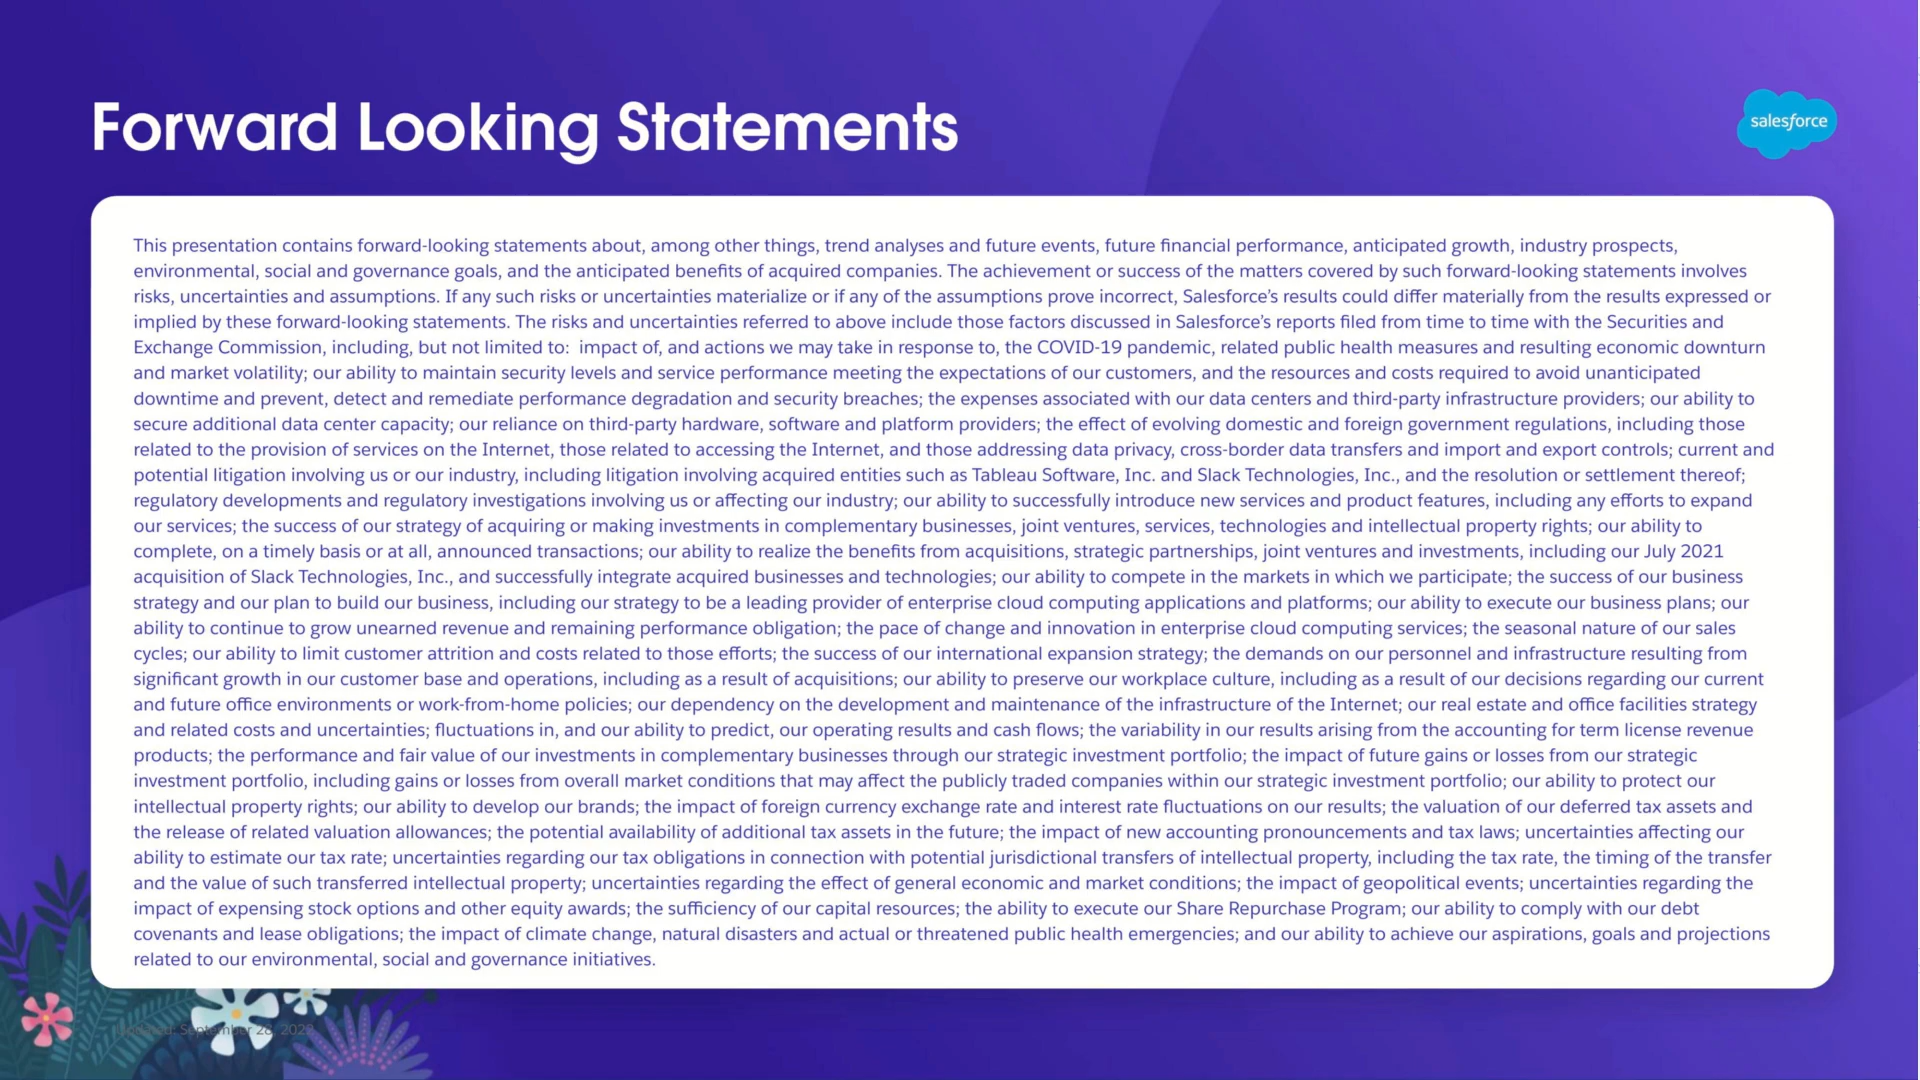 Forward Looking Statements
salesforce
This presentation contains forward-looking statements about, among other things, trend analyses and future events, future financial performance, anticipated growth, industry prospects,
environmental, social and governance goals, and the anticipated benefits of acquired companies. The achievement or success of the matters covered by such forward-looking statements involves
risks, uncertainties and assumptions. If any such risks or uncertainties materialize or if any of the assumptions prove incorrect, Salesforce’s results could differ materially from the results expressed or
implied by these forward-looking statements. The risks and uncertainties referred to above include those factors discussed in Salesforce’s reports filed from time to time with the Securities and
Exchange Commission, including, but not limited to:  impact of, and actions we may take in response to, the COVID-19 pandemic, related public health measures and resulting economic downturn
and market volatility; our ability to maintain security levels and service performance meeting the expectations of our customers, and the resources and costs required to avoid unanticipated
downtime and prevent, detect and remediate performance degradation and security breaches; the expenses associated with our data centers and third-party infrastructure providers; our ability to
secure additional data center capacity; our reliance on third-party hardware, software and platform providers; the effect of evolving domestic and foreign government regulations, including those
related to the provision of services on the Internet, those related to accessing the Internet, and those addressing data privacy, cross-border data transfers and import and export controls; current and
potential litigation involving us or our industry, including litigation involving acquired entities such as Tableau Software, Inc. and Slack Technologies, Inc., and the resolution or settlement thereof;
regulatory developments and regulatory investigations involving us or affecting our industry; our ability to successfully introduce new services and product features, including any efforts to expand
our services; the success of our strategy of acquiring or making investments in complementary businesses, joint ventures, services, technologies and intellectual property rights; our ability to
complete, on a timely basis or at all, announced transactions; our ability to realize the benefits from acquisitions, strategic partnerships, joint ventures and investments, including our July 2021
acquisition of Slack Technologies, Inc., and successfully integrate acquired businesses and technologies; our ability to compete in the markets in which we participate; the success of our business
strategy and our plan to build our business, including our strategy to be a leading provider of enterprise cloud computing applications and platforms; our ability to execute our business plans; our
ability to continue to grow unearned revenue and remaining performance obligation; the pace of change and innovation in enterprise cloud computing services; the seasonal nature of our sales
cycles; our ability to limit customer attrition and costs related to those efforts; the success of our international expansion strategy; the demands on our personnel and infrastructure resulting from
significant growth in our customer base and operations, including as a result of acquisitions; our ability to preserve our workplace culture, including as a result of our decisions regarding our current
and future office environments or work-from-home policies; our dependency on the development and maintenance of the infrastructure of the Internet; our real estate and office facilities strategy
and related costs and uncertainties; fluctuations in, and our ability to predict, our operating results and cash flows; the variability in our results arising from the accounting for term license revenue
products; the performance and fair value of our investments in complementary businesses through our strategic investment portfolio; the impact of future gains or losses from our strategic
investment portfolio, including gains or losses from overall market conditions that may affect the publicly traded companies within our strategic investment portfolio; our ability to protect our
intellectual property rights; our ability to develop our brands; the impact of foreign currency exchange rate and interest rate fluctuations on our results; the valuation of our deferred tax assets and
the release of related valuation allowances; the potential availability of additional tax assets in the future; the impact of new accounting pronouncements and tax laws; uncertainties affecting our
ability to estimate our tax rate; uncertainties regarding our tax obligations in connection with potential jurisdictional transfers of intellectual property, including the tax rate, the timing of the transfer
and the value of such transferred intellectual property; uncertainties regarding the effect of general economic and market conditions; the impact of geopolitical events; uncertainties regarding the
impact of expensing stock options and other equity awards; the sufficiency of our capital resources; the ability to execute our Share Repurchase Program; our ability to comply with our debt
covenants and lease obligations; the impact of climate change, natural disasters and actual or threatened public health emergencies; and our ability to achieve our aspirations, goals and projections
related to our environmental, social and governance initiatives.
September